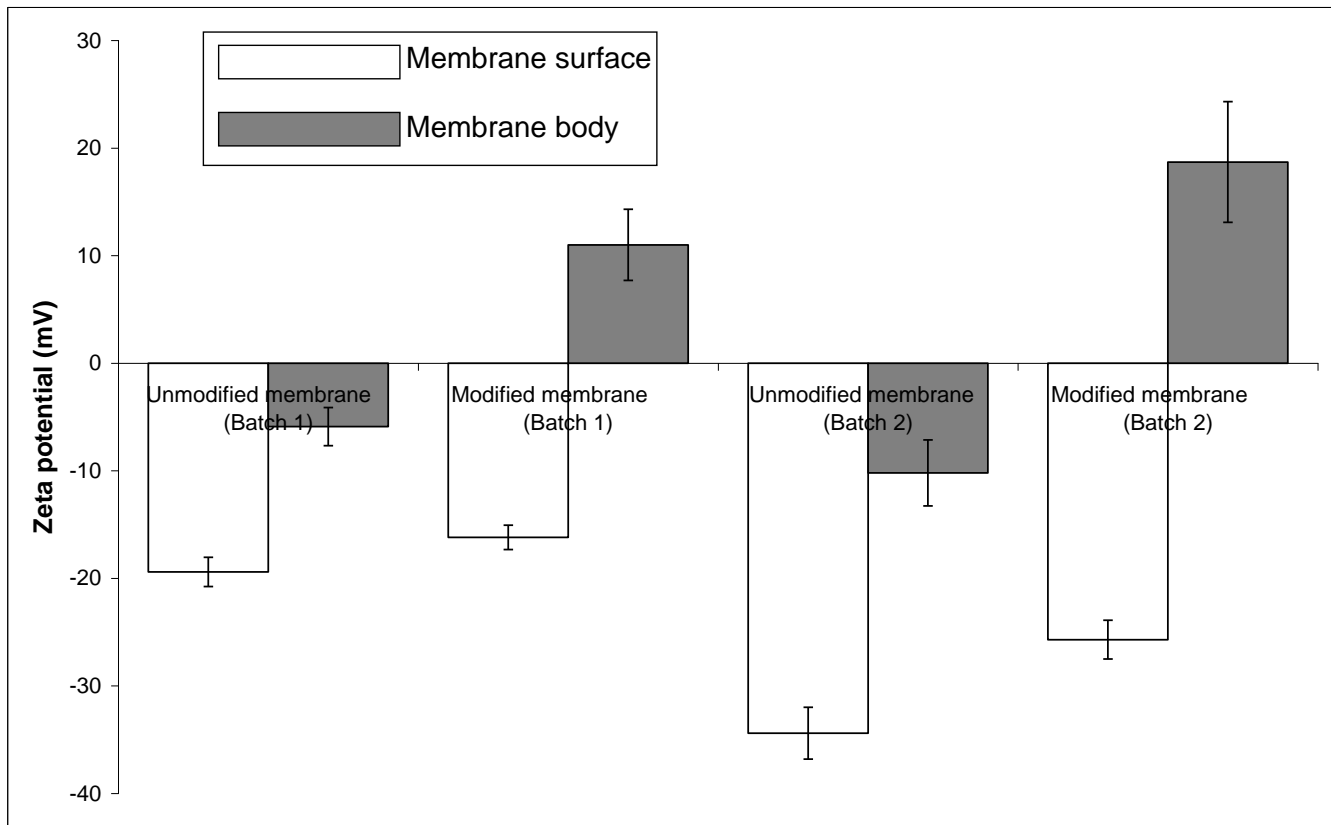 Membrane surface
Membrane body
Zeta potential (mV)
30
20
10
0
-10
-20
-30
-40
Unmodified membrane
(Batch 1)
Modified membrane
(Batch 1)
Unmodified membrane
(Batch 2)
Modified membrane
(Batch 2)